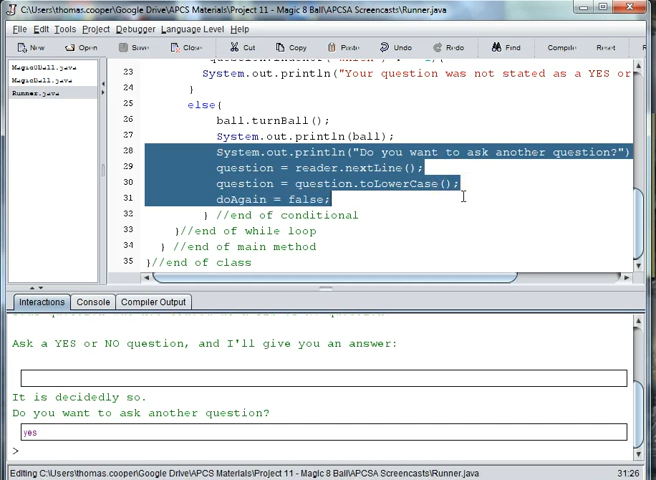 C:\Users\thomas.cooper\Google Drive\APCS Materials\Project 11 - Magic 8 Ball\APCSA Screencasts\Runner.java
File Edit Tools Project Debugger Language Level Help
New Open Save Close Cut Copy Paste Undo Redo Find Compile Reset
Magic8Ball.java
Magic8Ball.java
Runner.java
23 System.out.println("Your question was not stated as a YES or
24 }
25 else{
26 ball.turnBall();
27 System.out.println(ball);
28 System.out.println("Do you want to ask another question?")
29 question = reader.nextLine();
30 question = question.toLowerCase();
31 doAgain = false;
32 } //end of conditional
33 }//end of while loop
34 } //end of main method
35 }//end of class
Interactions Console Compiler Output
Ask a YES or NO question, and I'll give you an answer:
It is decidedly so.
Do you want to ask another question?
yes
>
Editing C:\Users\thomas.cooper\Google Drive\APCS Materials\Project 11 - Magic 8 Ball\APCSA Screencasts\Runner.java 31:26